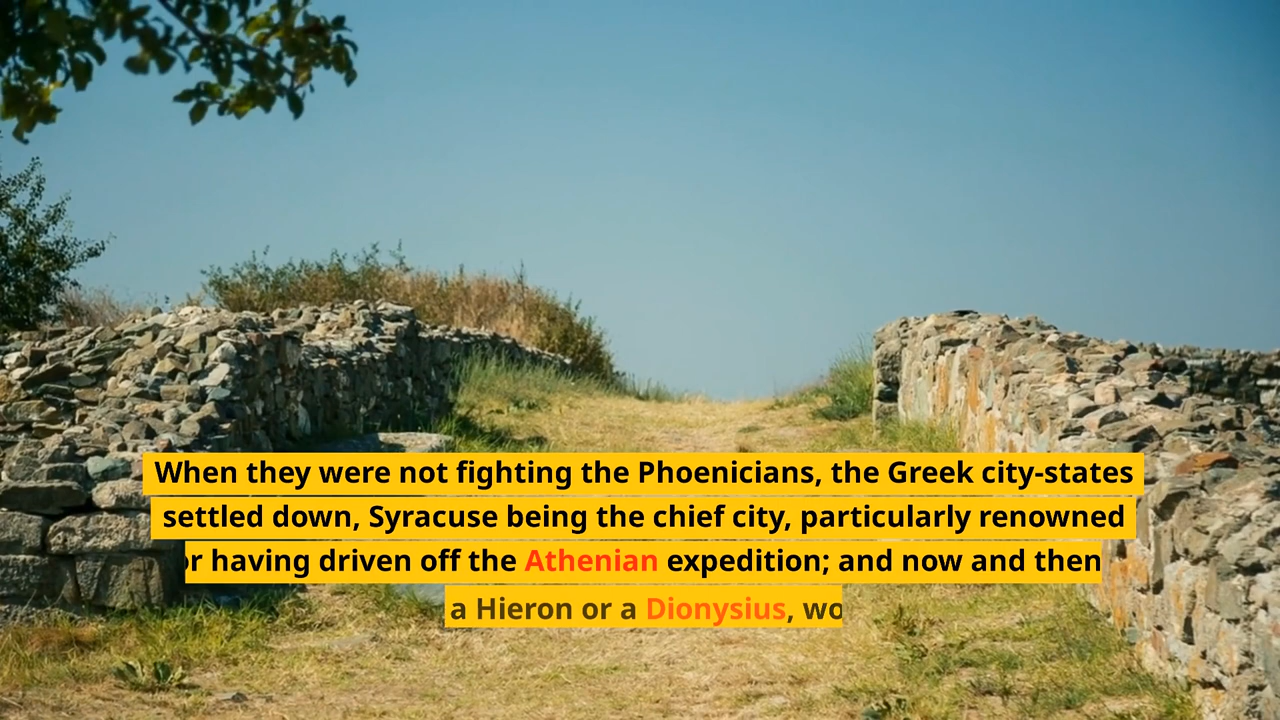 When they were not fighting the Phoenicians, the Greek city-states
settled down, Syracuse being the chief city, particularly renowned
or having driven off the Athenian expedition; and now and then
a Hieron or a Dionysius, wo